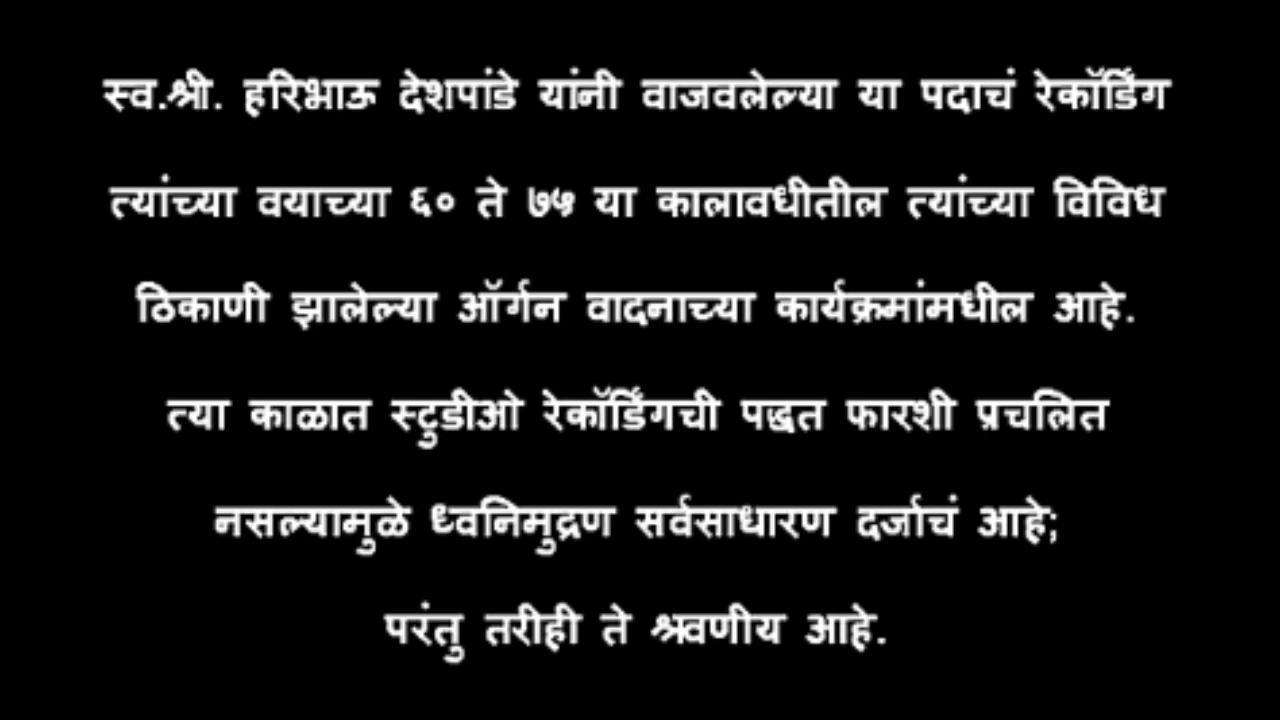 स्व.श्री. हरिभाऊ देशपांडे यांनी वाजवलेल्या या पदाचं रेकॉर्डिंग
त्यांच्या वयाच्या ६० ते ७५ या कालावधीतील त्यांच्या विविध
ठिकाणी झालेल्या ऑर्गन वादनाच्या कार्यक्रमांमधील आहे.
त्या काळात स्टुडीओ रेकॉर्डिंगची पद्धत फारशी प्रचलित
नसल्यामुळे ध्वनिमुद्रण सर्वसाधारण दर्जाचं आहे;
परंतु तरीही ते श्रवणीय आहे.